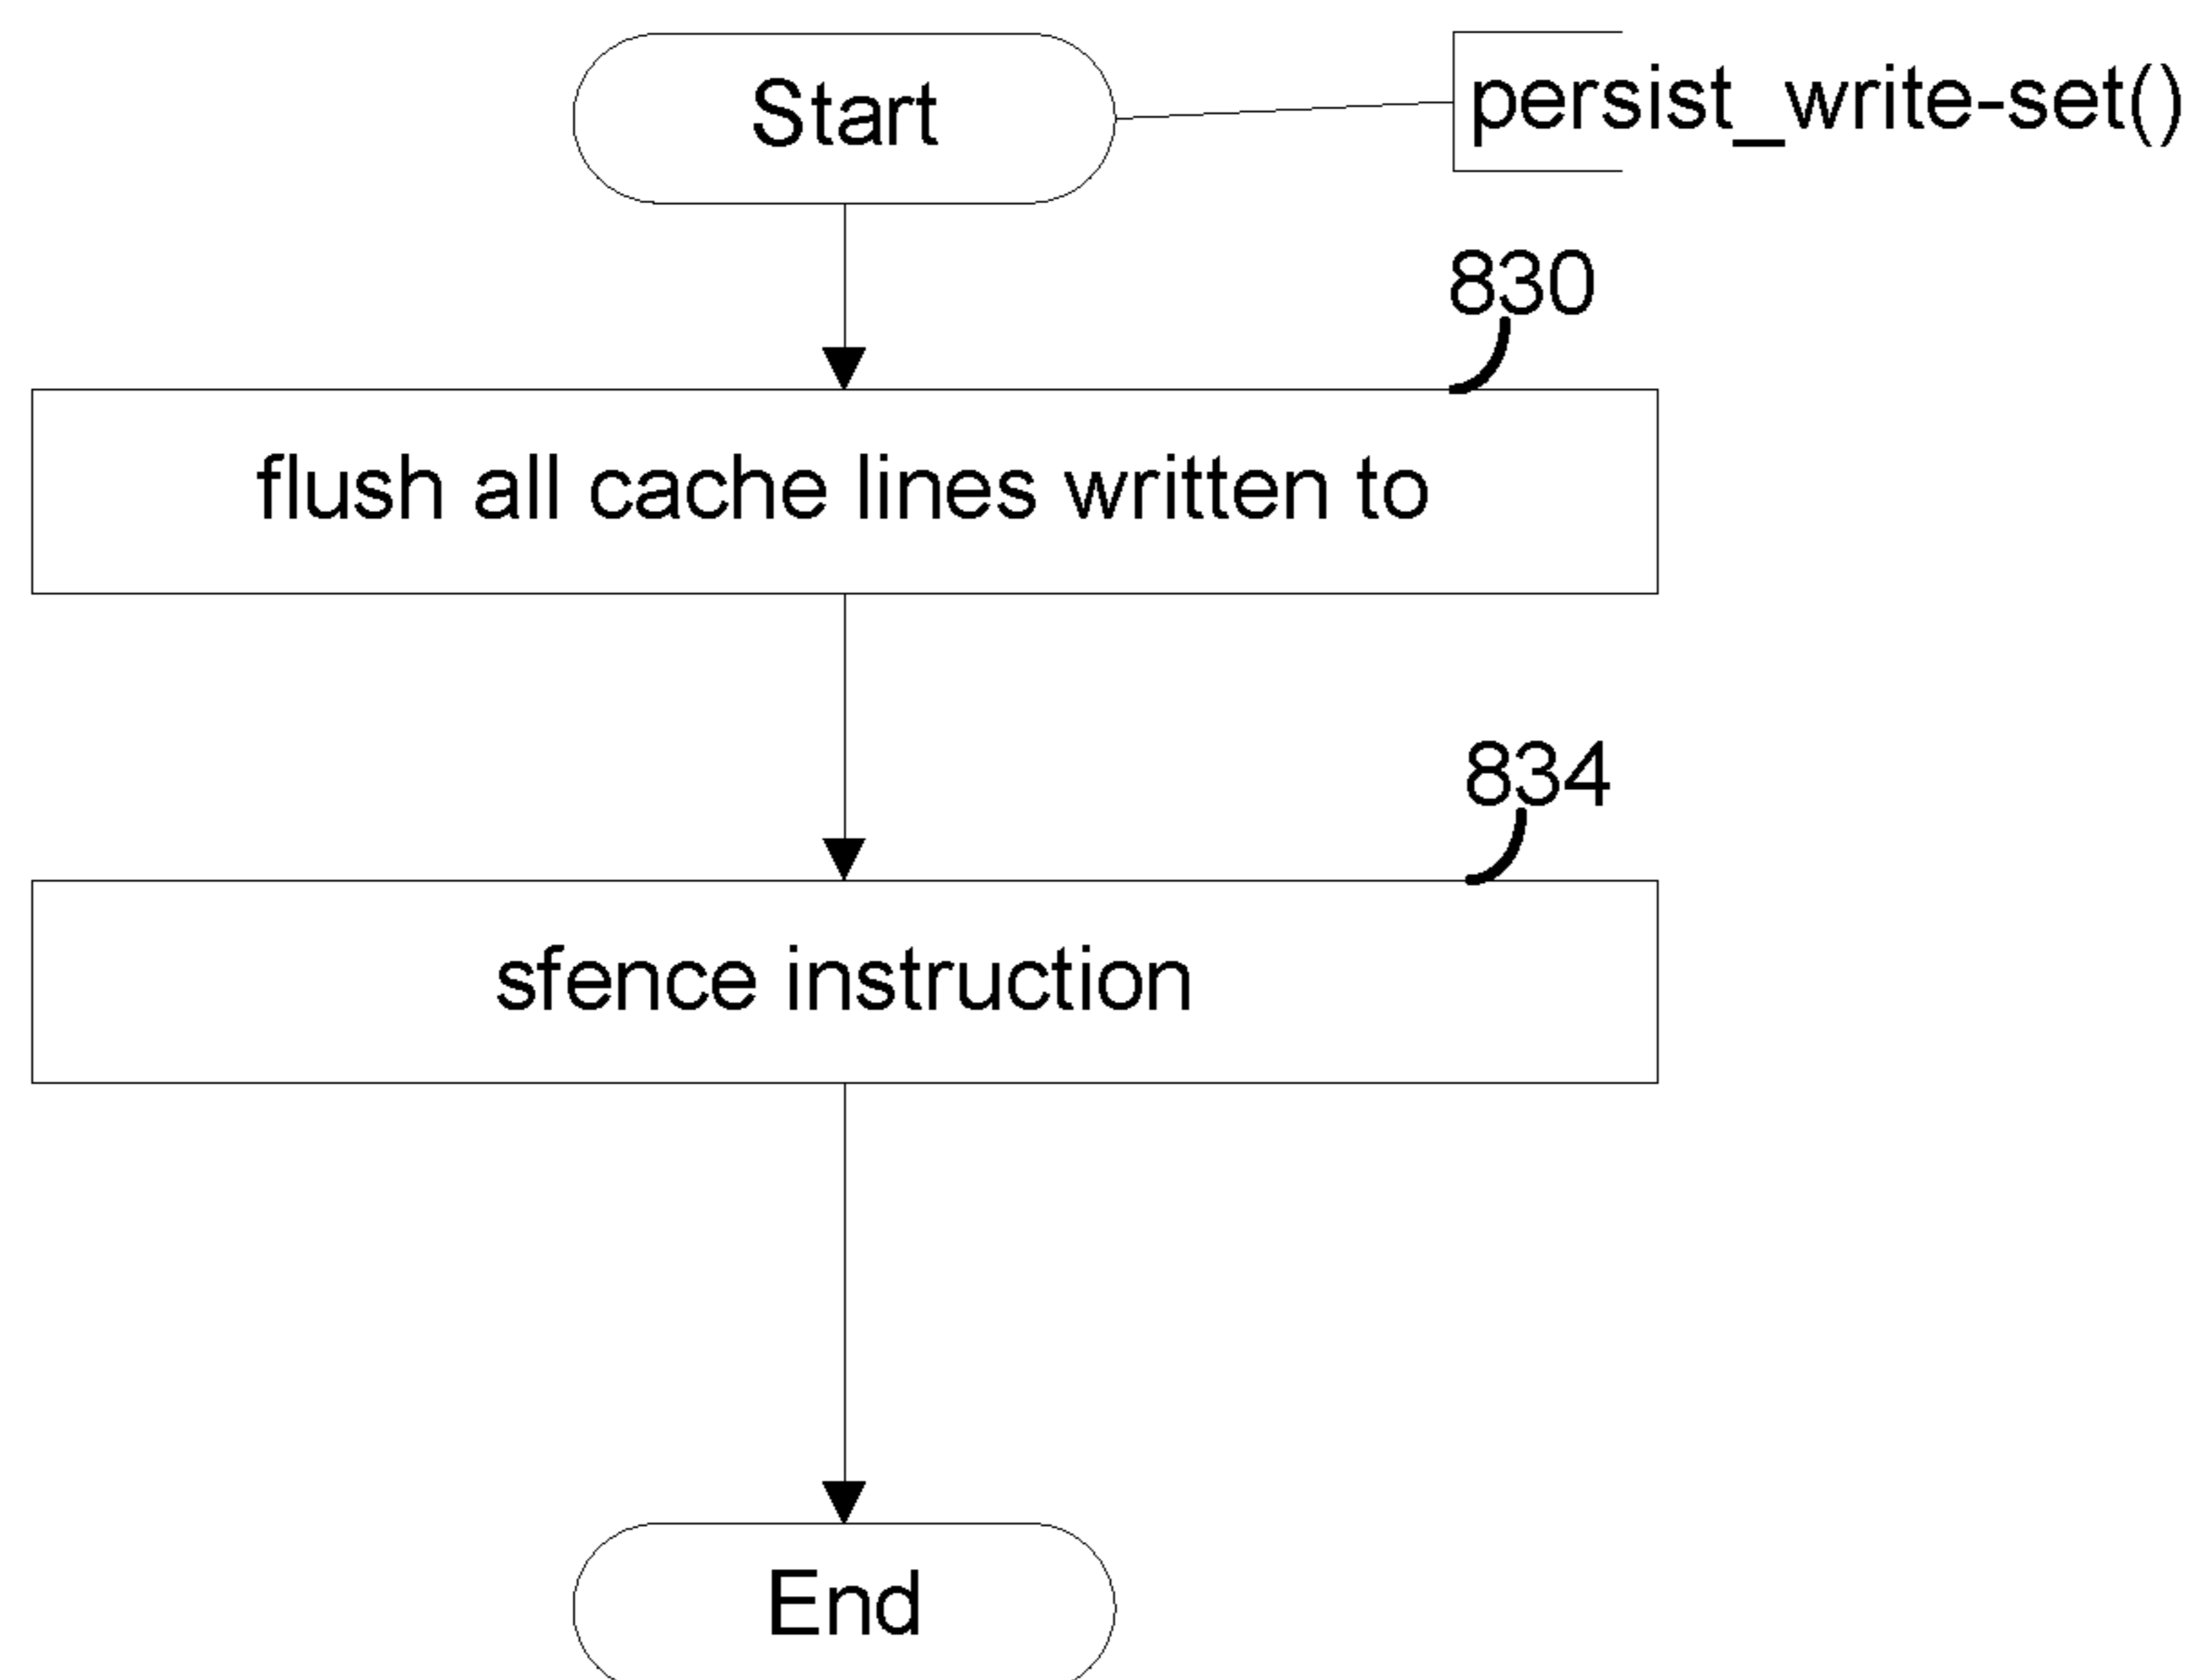 Start
persist_write-set()
830
flush all cache lines written to
834
sfence instruction
End